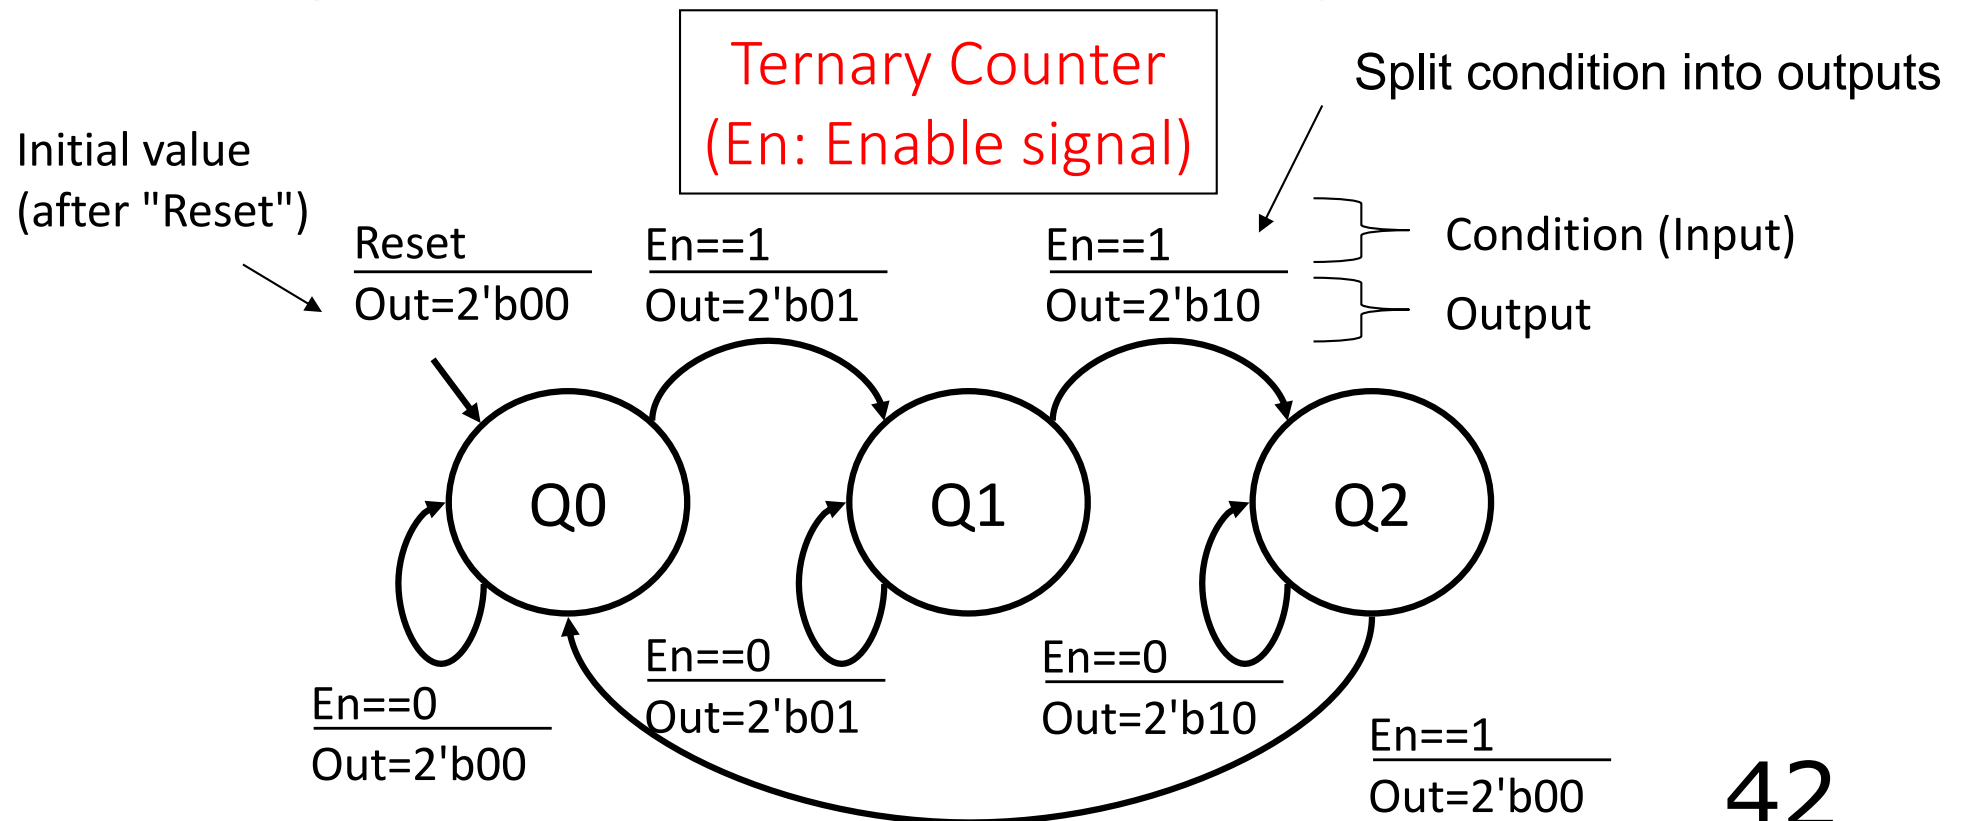 Ternary Counter
(En: Enable signal)
Split condition into outputs
Initial value
(after "Reset")
Reset
Out=2'b00
En==1
Out=2'b01
En==1
Out=2'b10
Condition (Input)
Output
Q0
Q1
Q2
En==0
Out=2'b00
En==0
Out=2'b01
En==0
Out=2'b10
En==1
Out=2'b00
42